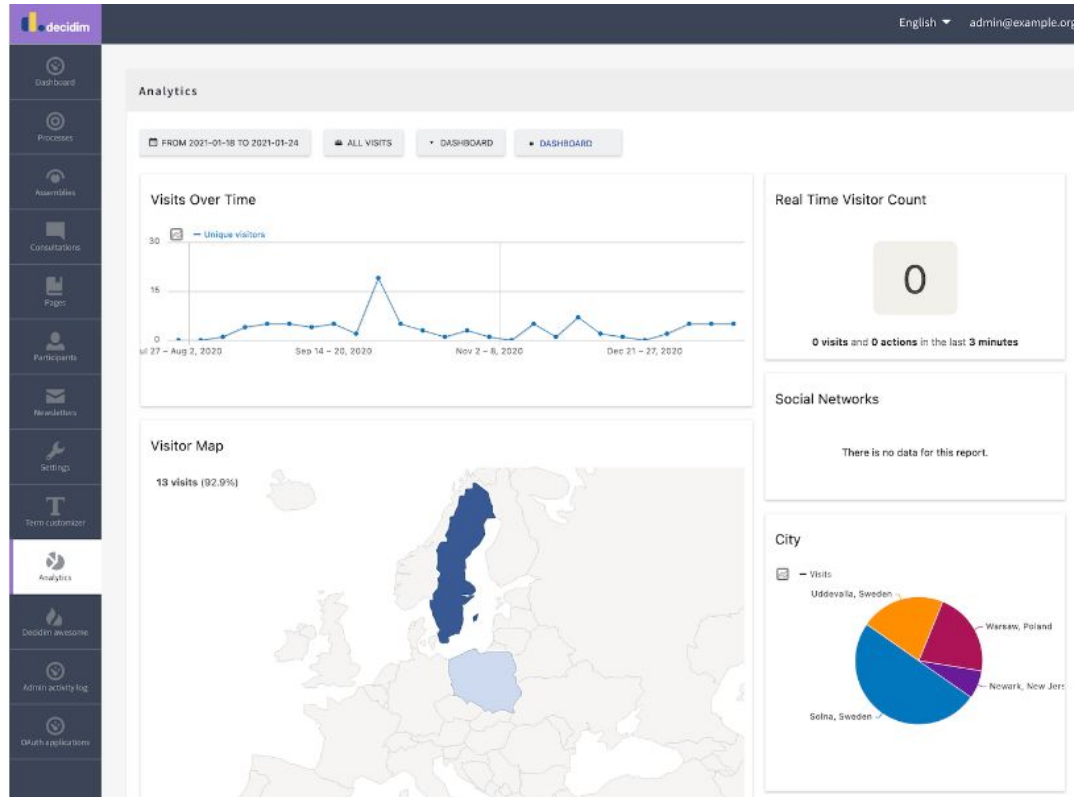 decidim
English
admin@example.org
Dashboard
Processes
Assemblies
Consultations
Pages
Participants
Newsletters
Settings
Term customizer
Analytics
Decidim awesome
Admin activity log
OAuth applications
Analytics
FROM 2021-01-18 TO 2021-01-24
ALL VISITS
DASHBOARD
DASHBOARD
Visits Over Time
Unique visitors
30
15
0
ul 27 – Aug 2, 2020
Sep 14 – 20, 2020
Nov 2 – 8, 2020
Dec 21 – 27, 2020
Real Time Visitor Count
0
0 visits and 0 actions in the last 3 minutes
Social Networks
There is no data for this report.
Visitor Map
13 visits (92.9%)
City
Visits
Uddevalla, Sweden
Warsaw, Poland
Newark, New Jers
Solna, Sweden